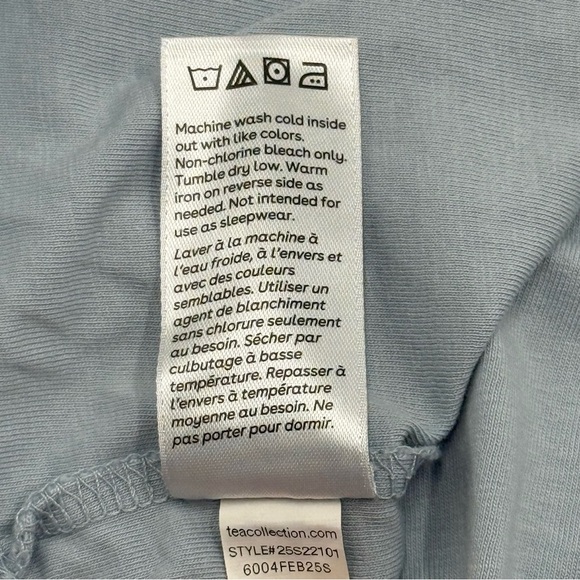 Machine wash cold inside
out with like colors.
Non-chlorine bleach only.
Tumble dry low. Warm
iron on reverse side as
needed. Not intended for
use as sleepwear.
Laver à la machine à
l'eau froide, à l'envers et
avec des couleurs
semblables. Utiliser un
agent de blanchiment
sans chlorure seulement
au besoin. Sécher par
culbutage à basse
température. Repasser à
l'envers à température
moyenne au besoin. Ne
pas porter pour dormir.
teacollection.com
STYLE#25S22101
6004FEB25S